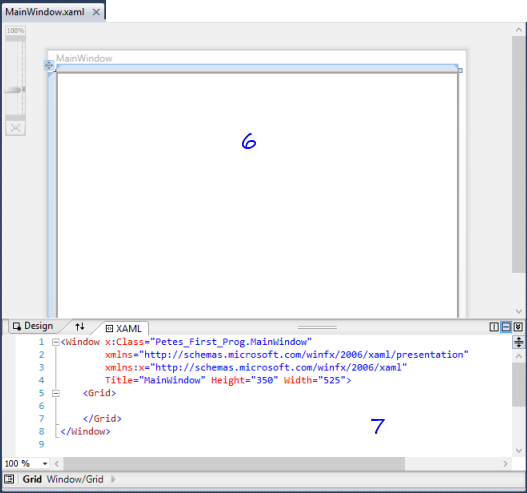 MainWindow.xaml
100%
MainWindow
6
Design
XAML
1 <Window x:Class="Petes_First_Prog.MainWindow"
2 xmlns="http://schemas.microsoft.com/winfx/2006/xaml/presentation"
3 xmlns:x="http://schemas.microsoft.com/winfx/2006/xaml"
4 Title="MainWindow" Height="350" Width="525">
5 <Grid>
6
7 </Grid>
8 </Window>
9
7
100 %
Grid Window/Grid